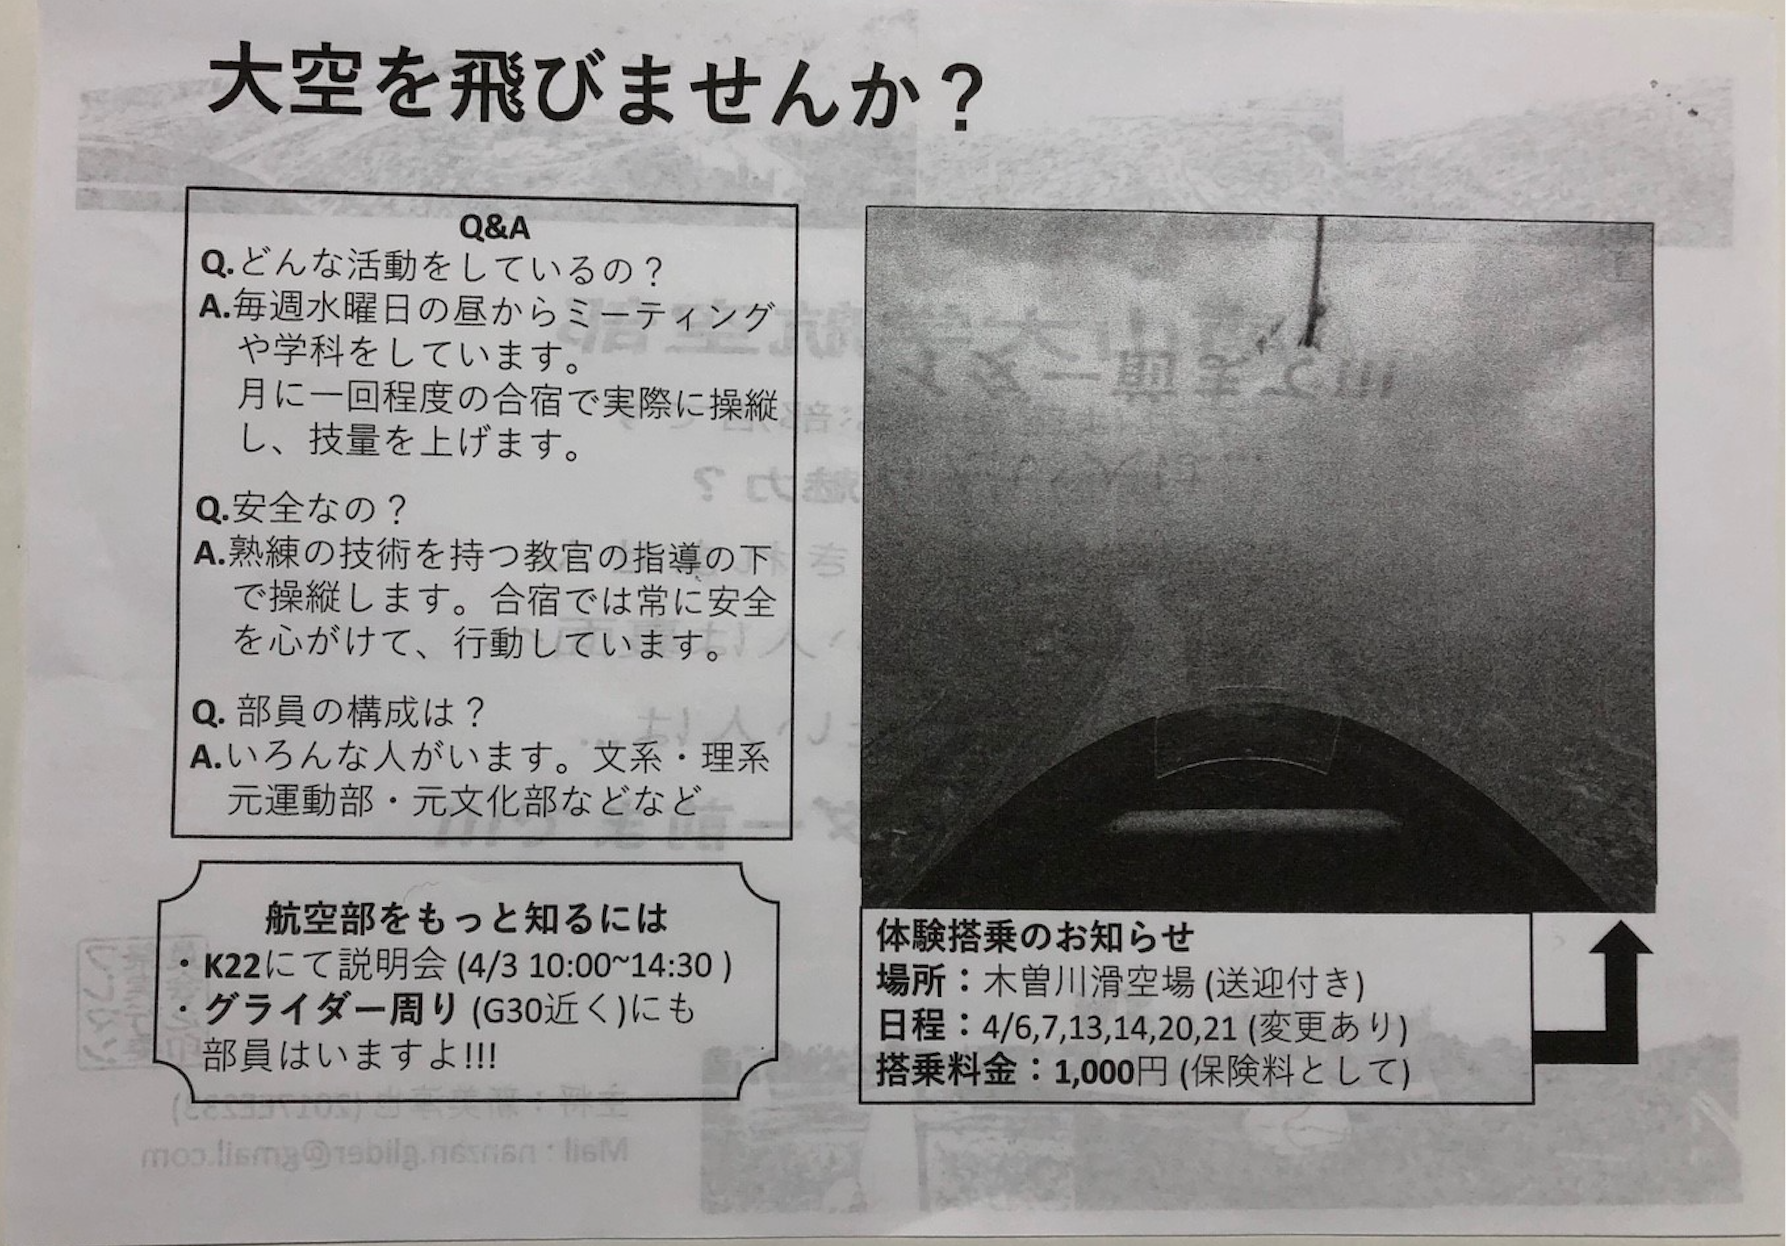 大空を飛びませんか？
Q&A
Q.どんな活動をしているの？
A.毎週水曜日の昼からミーティング
や学科をしています。
月に一回程度の合宿で実際に操縦
し、技量を上げます。
Q.安全なの？
A.熟練の技術を持つ教官の指導の下
で操縦します。合宿では常に安全
を心がけて、行動しています。
Q. 部員の構成は？
A.いろんな人がいます。文系・理系
元運動部・元文化部などなど
航空部をもっと知るには
・K22にて説明会 (4/3 10:00~14:30 )
・グライダー周り (G30近く)にも
部員はいますよ!!!
体験搭乗のお知らせ
場所：木曽川滑空場 (送迎付き)
日程：4/6,7,13,14,20,21 (変更あり)
搭乗料金：1,000円 (保険料として)
Mail : nanzan.glider@gmail.com